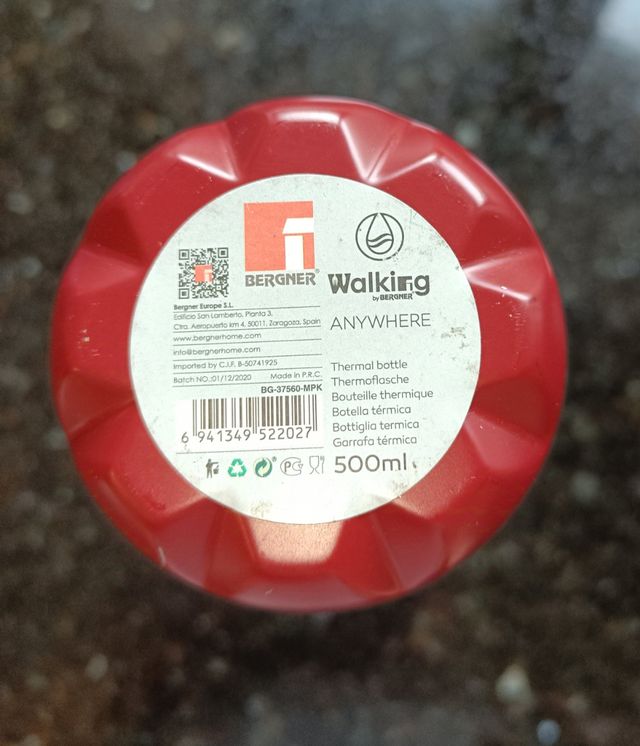 BERGNER®
Bergner Europe S.L.
Edificio San Lamberto, Planta 3,
Ctra. Aeropuerto km 4, 50011, Zaragoza, Spain
www.bergnerhome.com
info@bergnerhome.com
Imported by C.I.F. B-50741925
Batch NO.:01/12/2020 Made in P.R.C.
BG-37560-MPK
6 941349 522027
Walking
by BERGNER
ANYWHERE
Thermal bottle
Thermoflasche
Bouteille thermique
Botella térmica
Bottiglia termica
Garrafa térmica
500ml